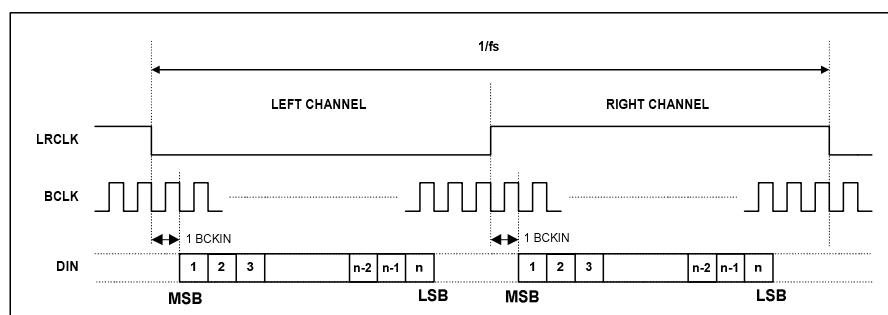 1/fs
LEFT CHANNEL RIGHT CHANNEL
LRCLK
BCLK
1 BCKIN 1 BCKIN
DIN 1 2 3 n-2 n-1 n 1 2 3 n-2 n-1 n
MSB LSB MSB LSB